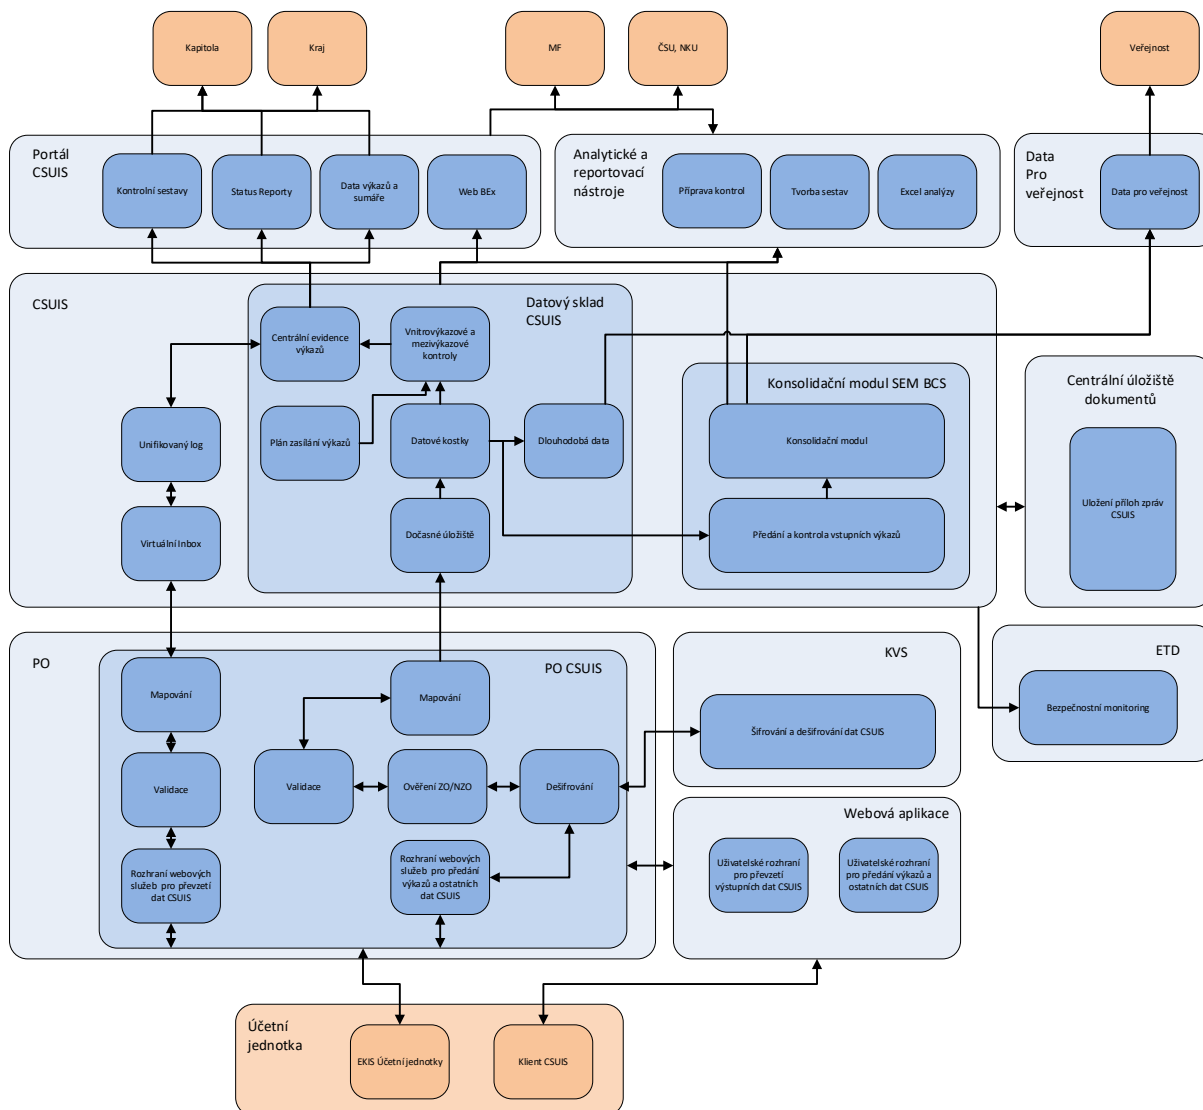 Kapitola
Kraj
MF
ČSU, NKU
Veřejnost
Portál
CSUIS
Kontrolní sestavy
Status Reporty
Data výkazů a
sumáře
Web BEx
Analytické a
reportovací
nástroje
Příprava kontrol
Tvorba sestav
Excel analýzy
Data
Pro
veřejnost
Data pro veřejnost
CSUIS
Datový sklad
CSUIS
Centrální evidence
výkazů
Vnitrovýkazové a
mezivýkazové
kontroly
Unifikovaný log
Plán zasílání výkazů
Datové kostky
Dlouhodobá data
Virtuální Inbox
Dočasné úložiště
Konsolidační modul SEM BCS
Konsolidační modul
Předání a kontrola vstupních výkazů
Centrální úložiště
dokumentů
Uložení příloh zpráv
CSUIS
PO
PO CSUIS
Mapování
Mapování
Validace
Validace
Ověření ZO/NZO
Dešifrování
Rozhraní webových
služeb pro převzetí
dat CSUIS
Rozhraní webových
služeb pro předání
výkazů a ostatních
dat CSUIS
KVS
Šifrování a dešifrování dat CSUIS
ETD
Bezpečnostní monitoring
Webová aplikace
Uživatelské rozhraní
pro převzetí
výstupních dat CSUIS
Uživatelské rozhraní
pro předání výkazů a
ostatních dat CSUIS
Účetní
jednotka
EKIS Účetní jednotky
Klient CSUIS